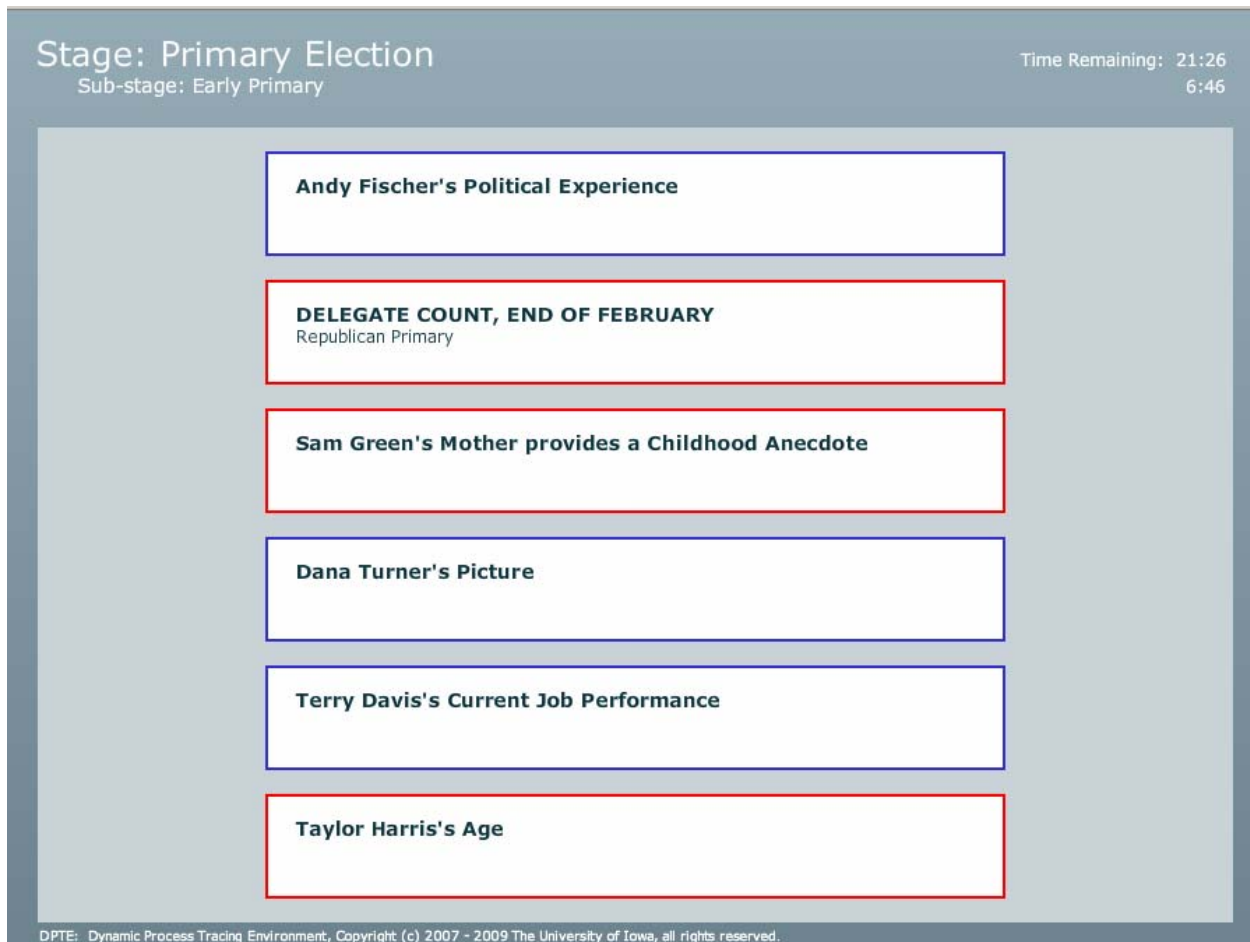 Stage: Primary Election
Time Remaining: 21:26
Sub-stage: Early Primary
6:46
Andy Fischer's Political Experience
DELEGATE COUNT, END OF FEBRUARY
Republican Primary
Sam Green's Mother provides a Childhood Anecdote
Dana Turner's Picture
Terry Davis's Current Job Performance
Taylor Harris's Age
DPTE: Dynamic Process Tracing Environment, Copyright (c) 2007 - 2009 The University of Iowa, all rights reserved.